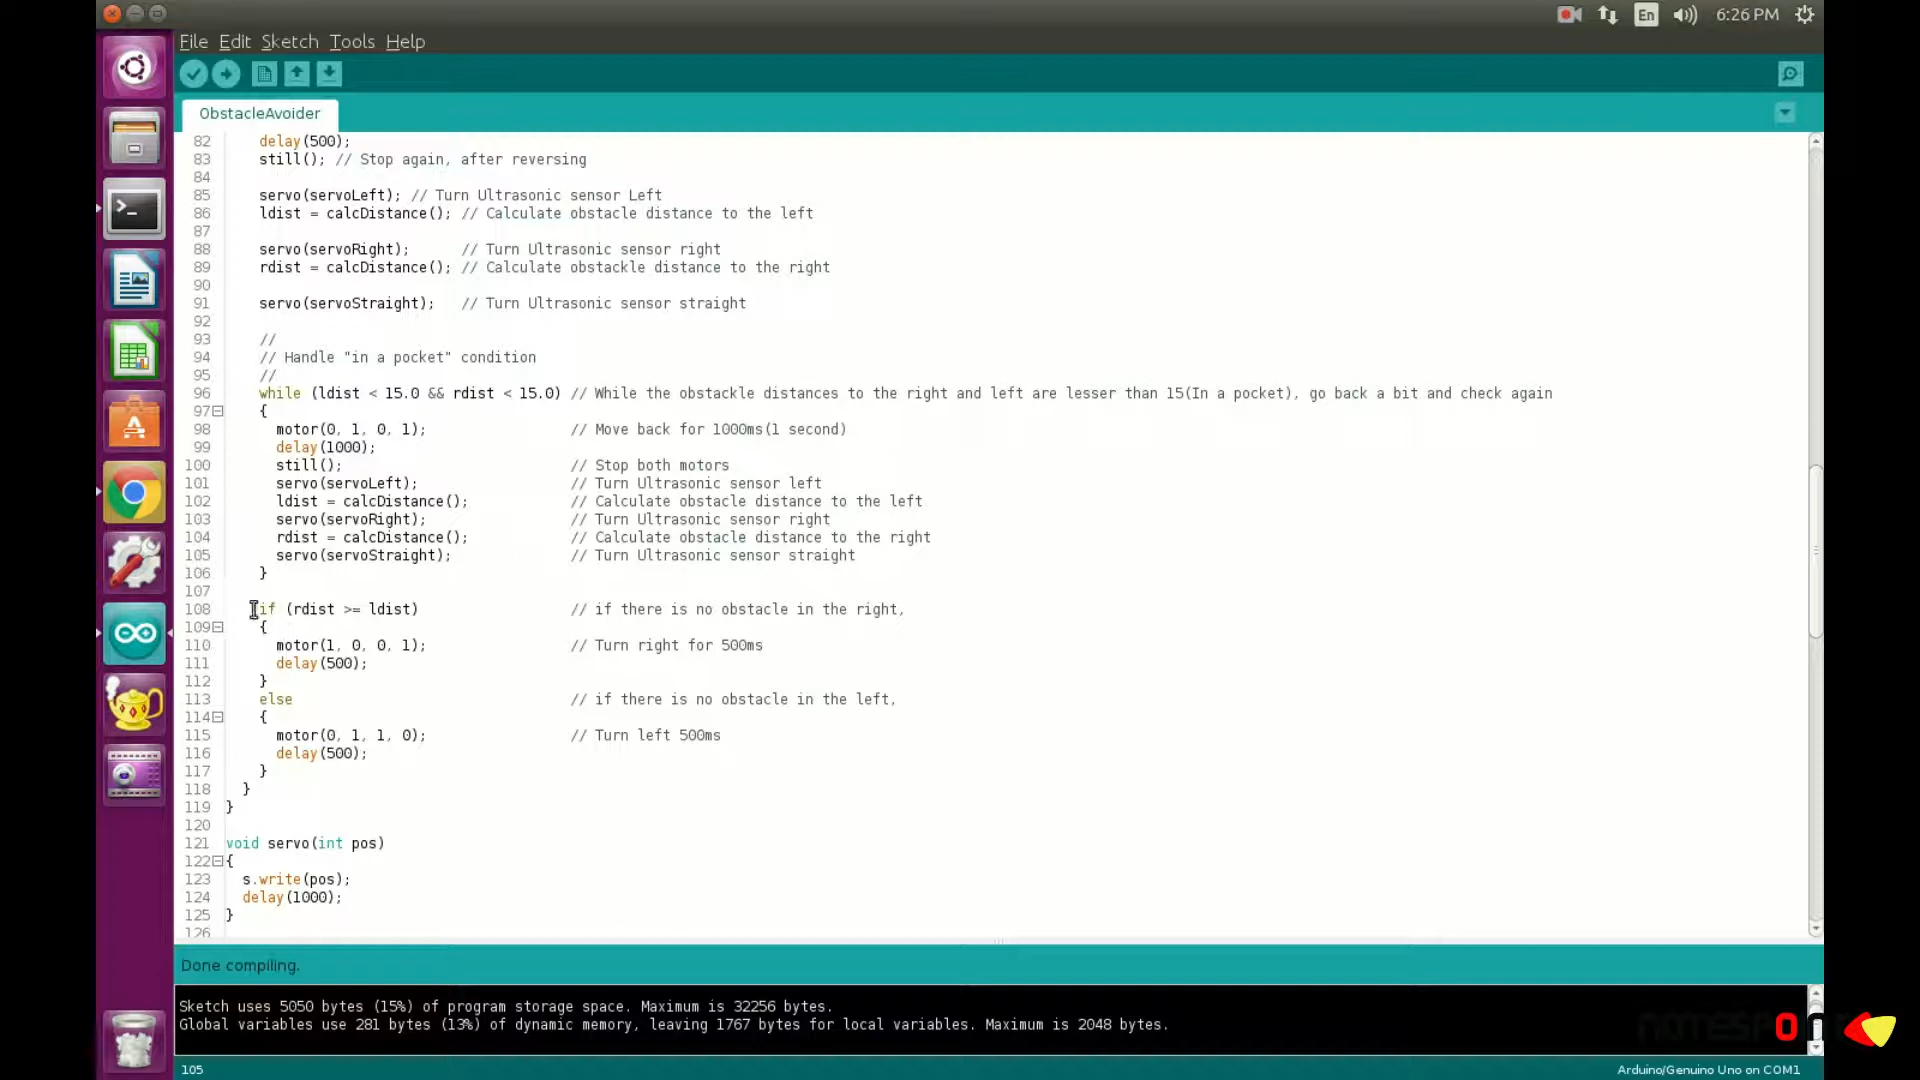 En 6:26 PM
File Edit Sketch Tools Help
ObstacleAvoider
82 delay(500);
83 still(); // Stop again, after reversing
84
85 servo(servoLeft); // Turn Ultrasonic sensor Left
86 ldist = calcDistance(); // Calculate obstacle distance to the left
87
88 servo(servoRight); // Turn Ultrasonic sensor right
89 rdist = calcDistance(); // Calculate obstackle distance to the right
90
91 servo(servoStraight); // Turn Ultrasonic sensor straight
92
93 //
94 // Handle "in a pocket" condition
95 //
96 while (ldist < 15.0 && rdist < 15.0) // While the obstackle distances to the right and left are lesser than 15(In a pocket), go back a bit and check again
97 {
98 motor(0, 1, 0, 1); // Move back for 1000ms(1 second)
99 delay(1000);
100 still(); // Stop both motors
101 servo(servoLeft); // Turn Ultrasonic sensor left
102 ldist = calcDistance(); // Calculate obstacle distance to the left
103 servo(servoRight); // Turn Ultrasonic sensor right
104 rdist = calcDistance(); // Calculate obstacle distance to the right
105 servo(servoStraight); // Turn Ultrasonic sensor straight
106 }
107
108 if (rdist >= ldist) // if there is no obstacle in the right,
109 {
110 motor(1, 0, 0, 1); // Turn right for 500ms
111 delay(500);
112 }
113 else // if there is no obstacle in the left,
114 {
115 motor(0, 1, 1, 0); // Turn left 500ms
116 delay(500);
117 }
118 }
119 }
120
121 void servo(int pos)
122 {
123 s.write(pos);
124 delay(1000);
125 }
126
Done compiling.
Sketch uses 5050 bytes (15%) of program storage space. Maximum is 32256 bytes.
Global variables use 281 bytes (13%) of dynamic memory, leaving 1767 bytes for local variables. Maximum is 2048 bytes.
105 Arduino/Genuino Uno on COM1